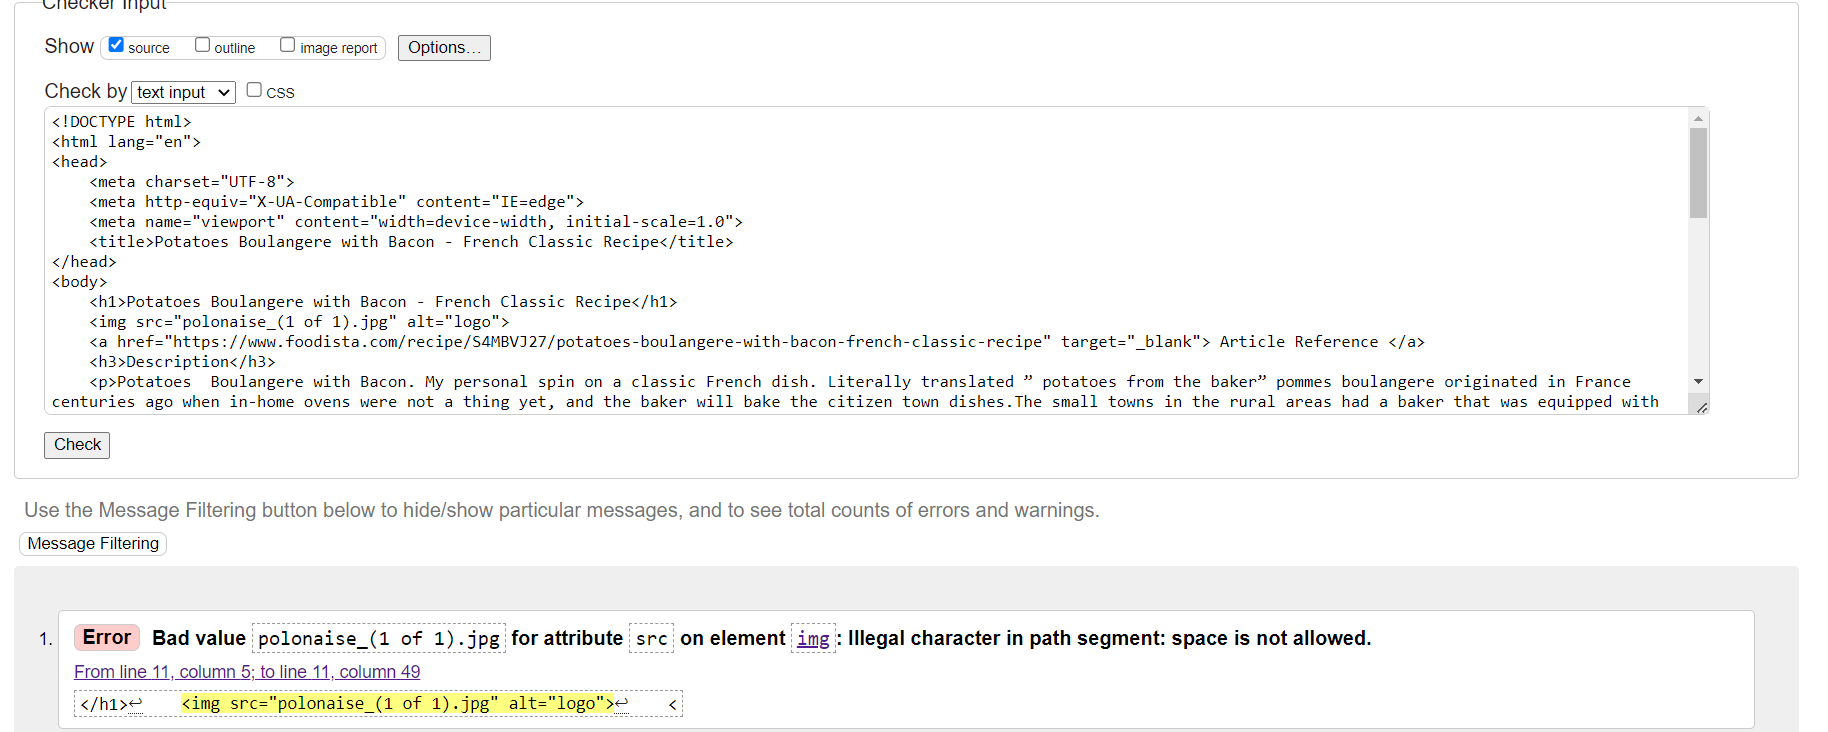 Checker Input
Show source outline image report Options...
Check by text input CSS
<!DOCTYPE html>
<html lang="en">
<head>
    <meta charset="UTF-8">
    <meta http-equiv="X-UA-Compatible" content="IE=edge">
    <meta name="viewport" content="width=device-width, initial-scale=1.0">
    <title>Potatoes Boulangere with Bacon - French Classic Recipe</title>
</head>
<body>
    <h1>Potatoes Boulangere with Bacon - French Classic Recipe</h1>
    <img src="polonaise_(1 of 1).jpg" alt="logo">
    <a href="https://www.foodista.com/recipe/S4MBVJ27/potatoes-boulangere-with-bacon-french-classic-recipe" target="_blank"> Article Reference </a>
    <h3>Description</h3>
    <p>Potatoes  Boulangere with Bacon. My personal spin on a classic French dish. Literally translated ” potatoes from the baker” pommes boulangere originated in France
centuries ago when in-home ovens were not a thing yet, and the baker will bake the citizen town dishes.The small towns in the rural areas had a baker that was equipped with
Check
Use the Message Filtering button below to hide/show particular messages, and to see total counts of errors and warnings.
Message Filtering
1. Error Bad value polonaise_(1 of 1).jpg for attribute src on element img: Illegal character in path segment: space is not allowed.
From line 11, column 5; to line 11, column 49
</h1>↩    <img src="polonaise_(1 of 1).jpg" alt="logo">↩    <